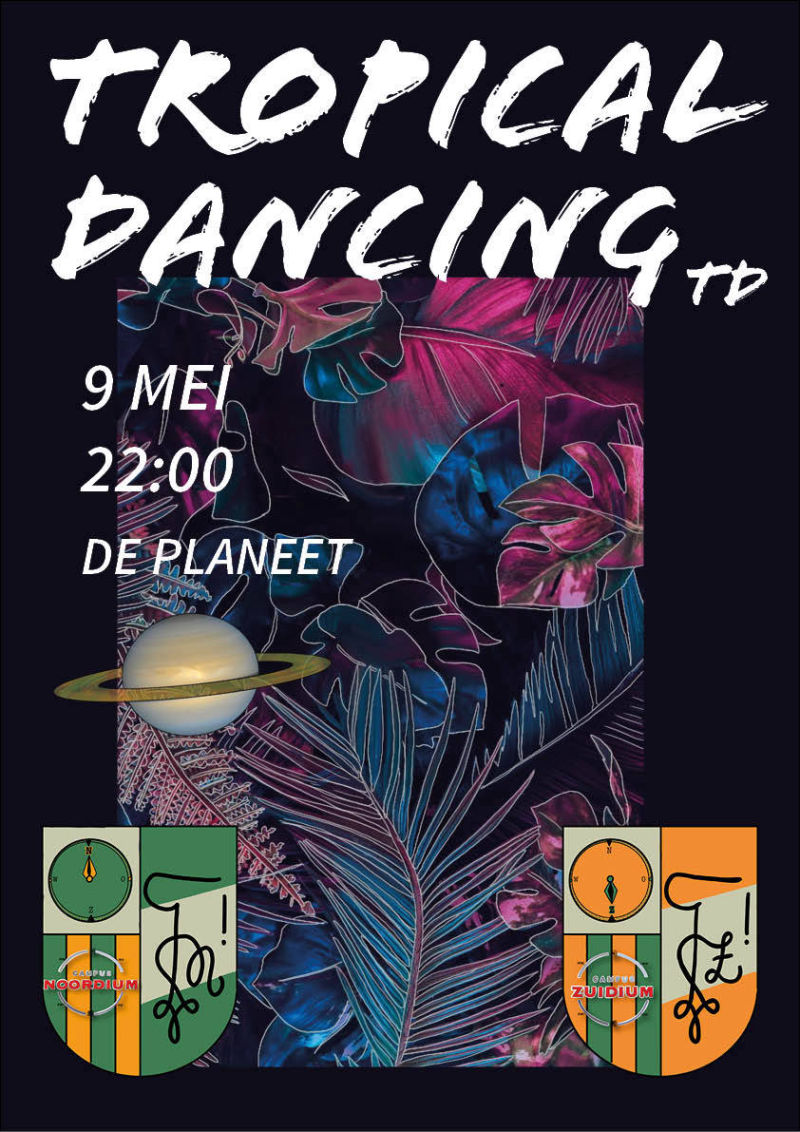 TROPICAL
DANCING TD
9 MEI
22:00
DE PLANEET
N
W O
Z
CAMPUS
NOORDIUM
N
W O
Z
CAMPUS
ZUIDIUM